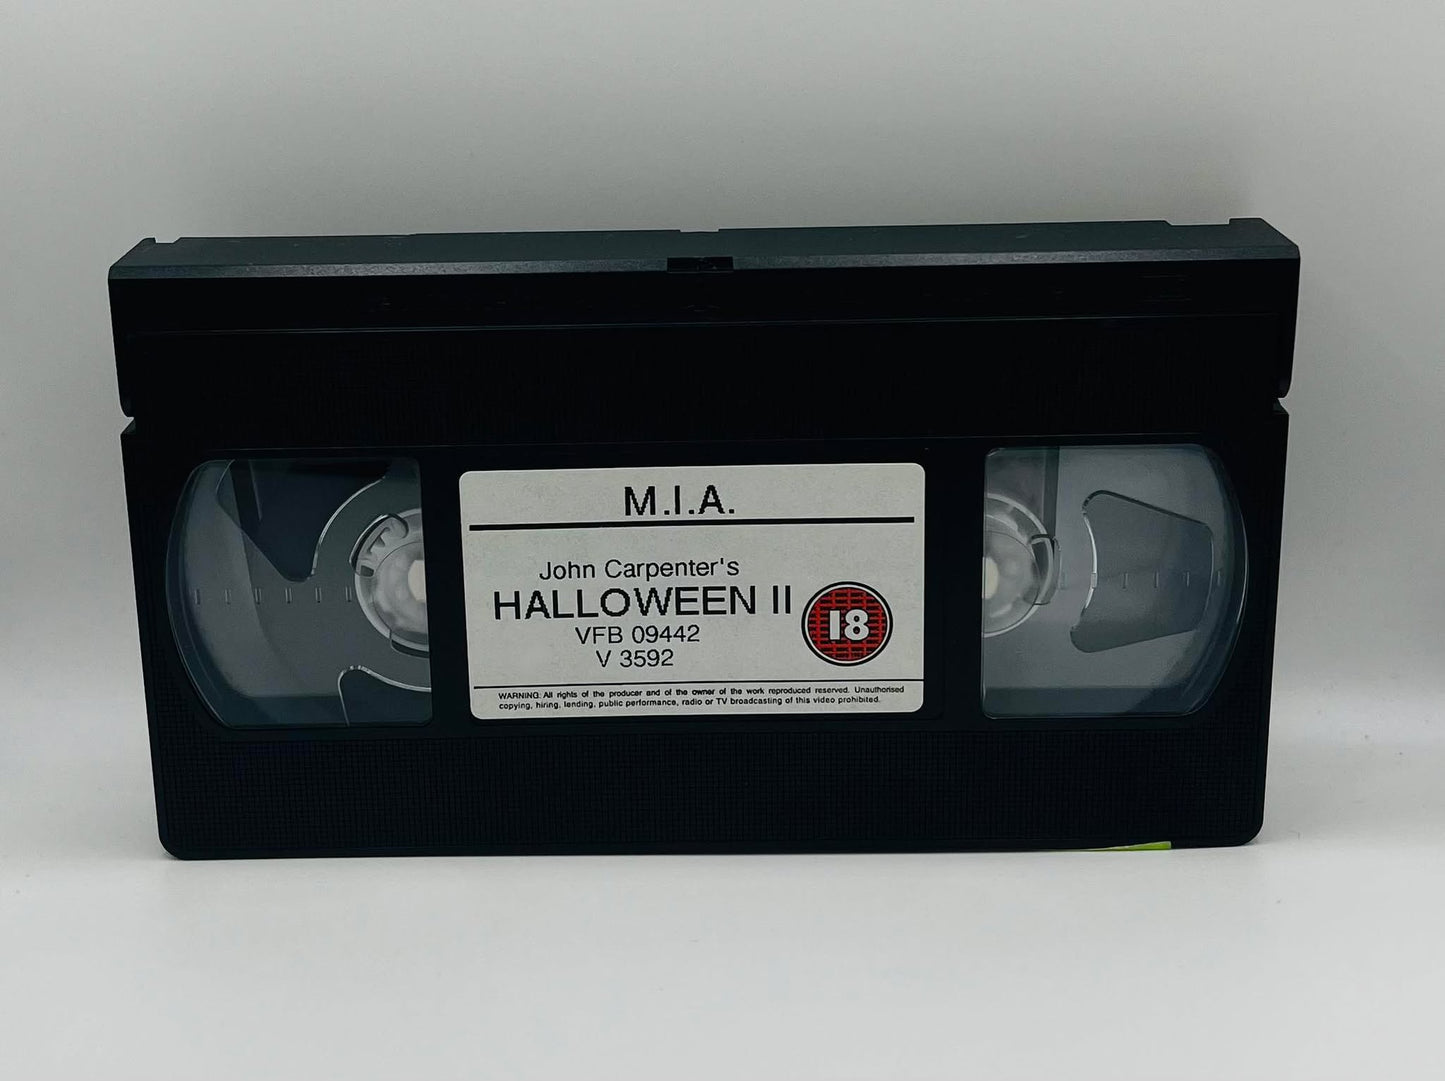 M.I.A.
John Carpenter's
HALLOWEEN II
VFB 09442
V 3592
18
WARNING: All rights of the producer and of the owner of the work reproduced reserved. Unauthorised
copying, hiring, lending, public performance, radio or TV broadcasting of this video prohibited.